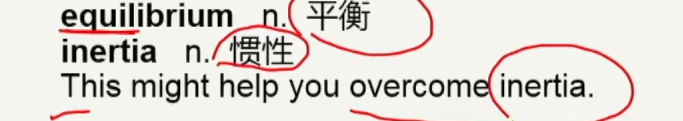 equilibrium n. 平衡
inertia n. 惯性
This might help you overcome inertia.